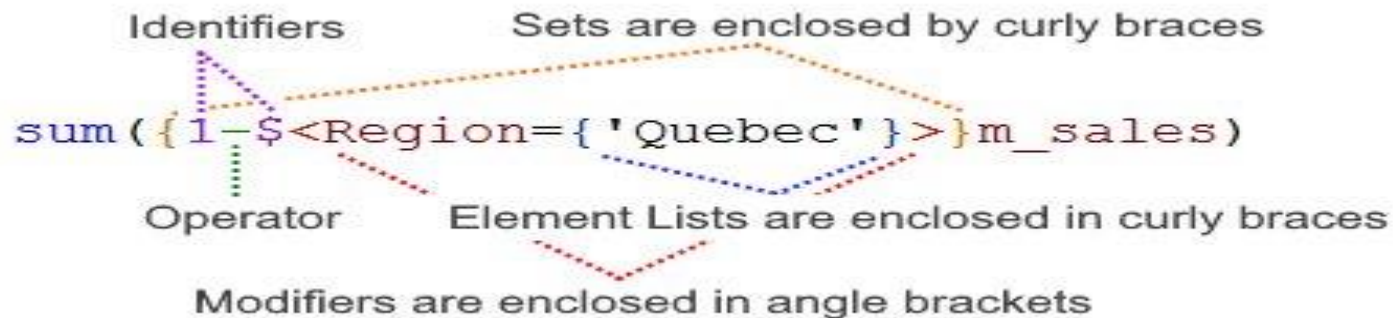 Identifiers Sets are enclosed by curly braces
sum({1-$<Region={'Quebec'}>}m_sales)
Operator Element Lists are enclosed in curly braces
Modifiers are enclosed in angle brackets